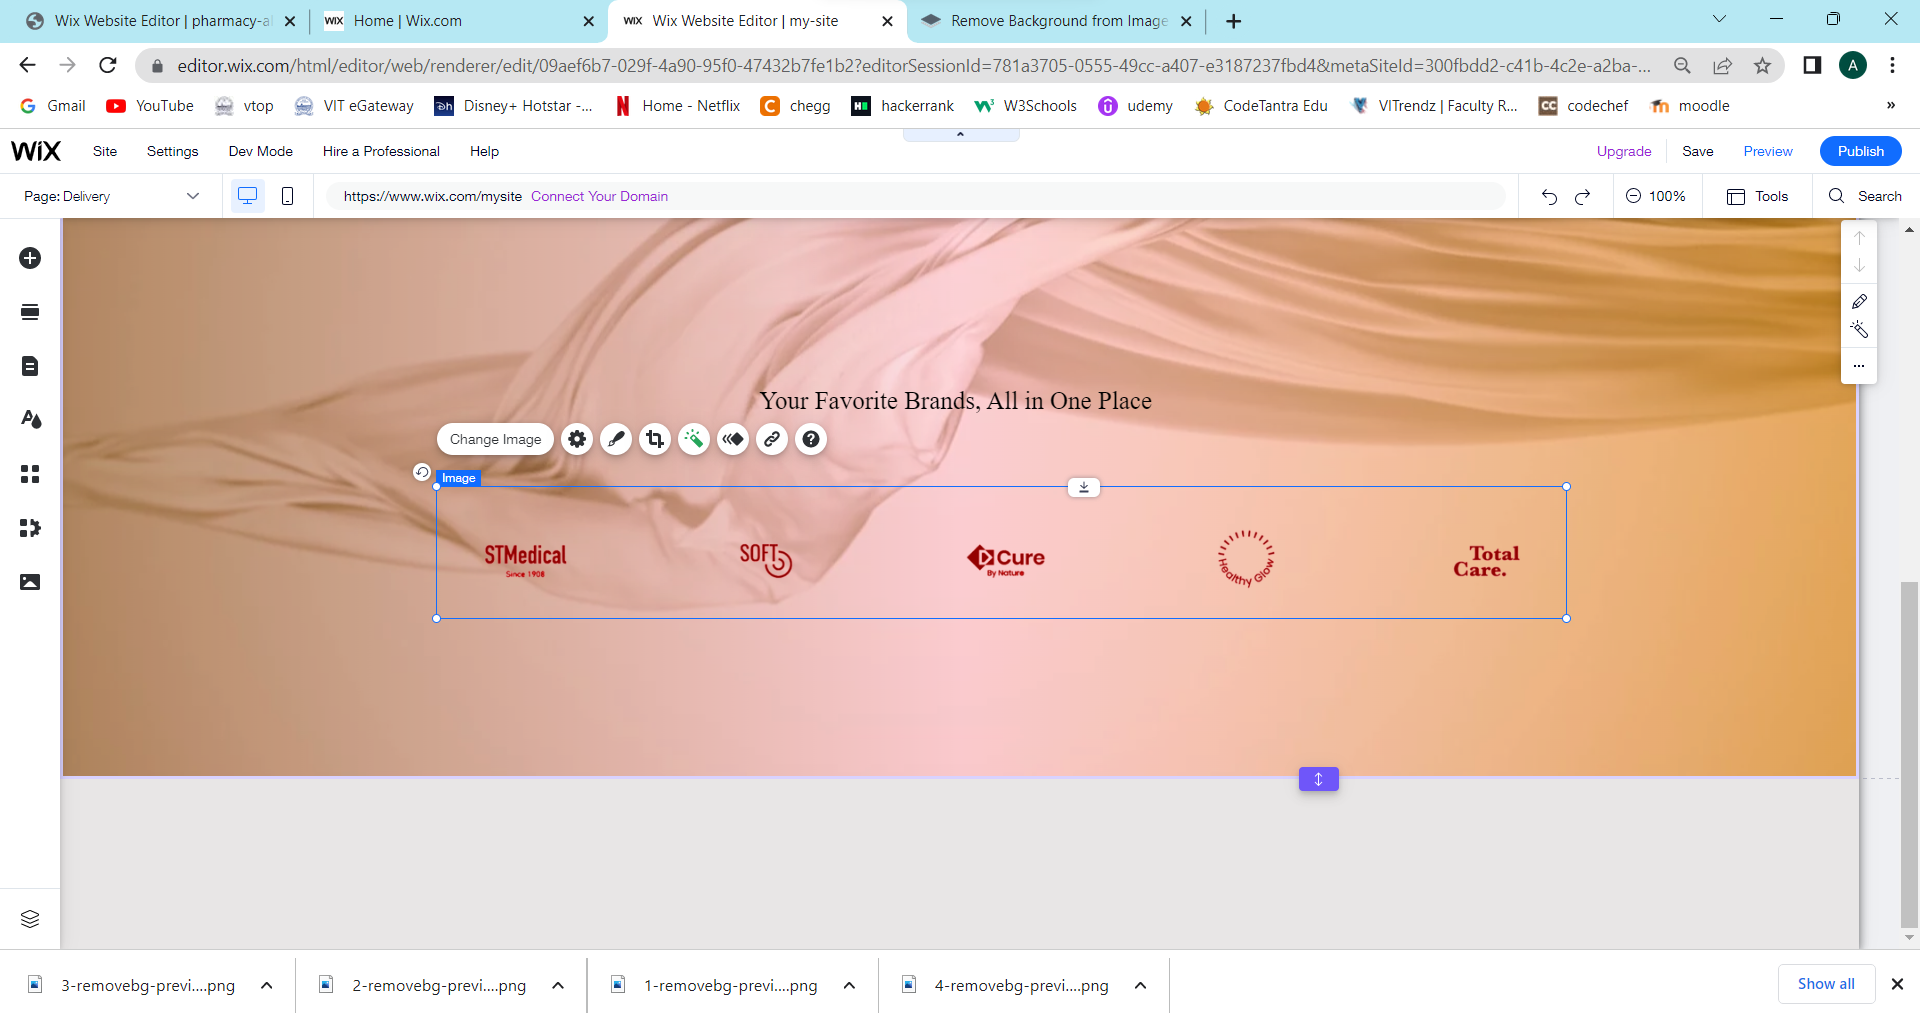 Wix Website Editor | pharmacy-al
Home | Wix.com
Wix Website Editor | my-site
Remove Background from Image
editor.wix.com/html/editor/web/renderer/edit/09aef6b7-029f-4a90-95f0-47432b7fe1b2?editorSessionId=781a3705-0555-49cc-a407-e3187237fbd4&metaSiteId=300fbdd2-c41b-4c2e-a2ba-...
A
Gmail
YouTube
vtop
VIT eGateway
Disney+ Hotstar -...
Home - Netflix
chegg
hackerrank
W3Schools
udemy
CodeTantra Edu
VITrendz | Faculty R...
codechef
moodle
»
WiX
Site
Settings
Dev Mode
Hire a Professional
Help
Upgrade
Save
Preview
Publish
Page: Delivery
https://www.wix.com/mysite Connect Your Domain
100%
Tools
Search
Your Favorite Brands, All in One Place
Change Image
Image
STMedical
Since 1908
SOFT
Cure
By Nature
Healthy Glow
Total
Care.
3-removebg-previ....png
2-removebg-previ....png
1-removebg-previ....png
4-removebg-previ....png
Show all